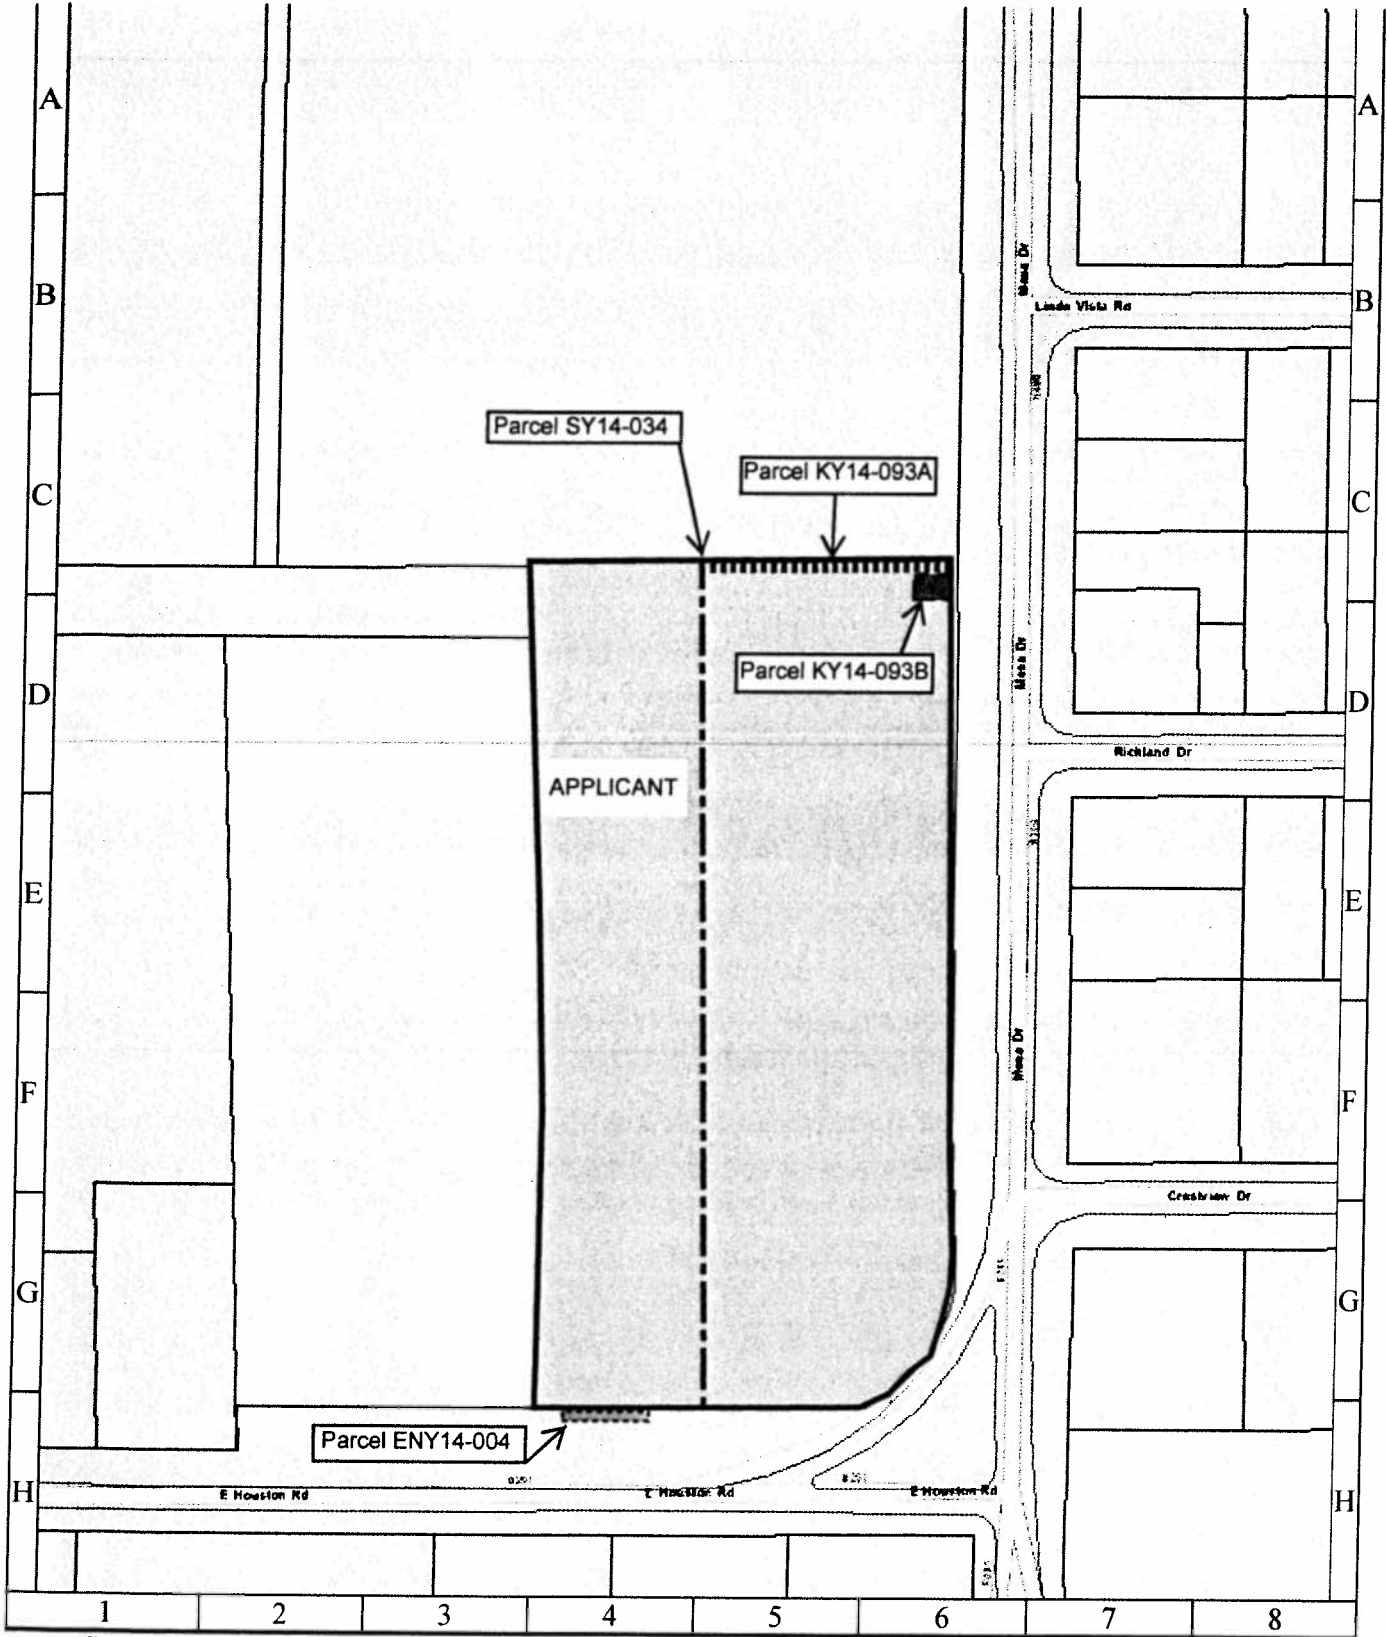 A
A
B
Mesa Dr
B
Linda Vista Rd
Parcel SY14-034
Parcel KY14-093A
C
C
Parcel KY14-093B
Mesa Dr
D
D
Richland Dr
APPLICANT
E
E
Mesa Dr
F
F
Crestview Dr
G
G
Parcel ENY14-004
H
E Houston Rd
E Houston Rd
E Houston Rd
H
1
2
3
4
5
6
7
8